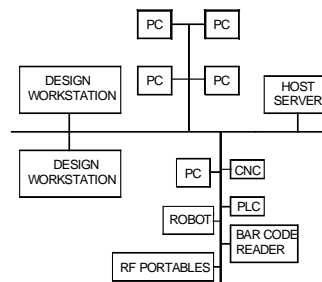 PC PC
PC PC
DESIGN
WORKSTATION
HOST
SERVER
DESIGN
WORKSTATION
PC
CNC
PLC
ROBOT
BAR CODE
READER
RF PORTABLES